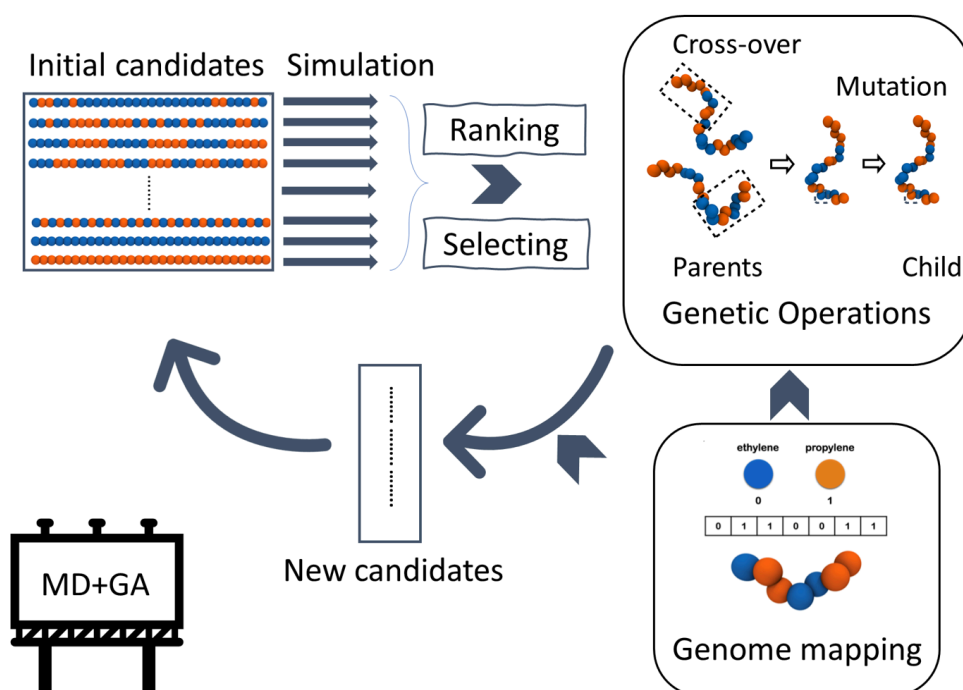 Initial candidates
Simulation
Ranking
Selecting
Cross-over
Mutation
Parents
Child
Genetic Operations
ethylene propylene
0 1
0 1 1 0 0 1 1
Genome mapping
New candidates
MD+GA